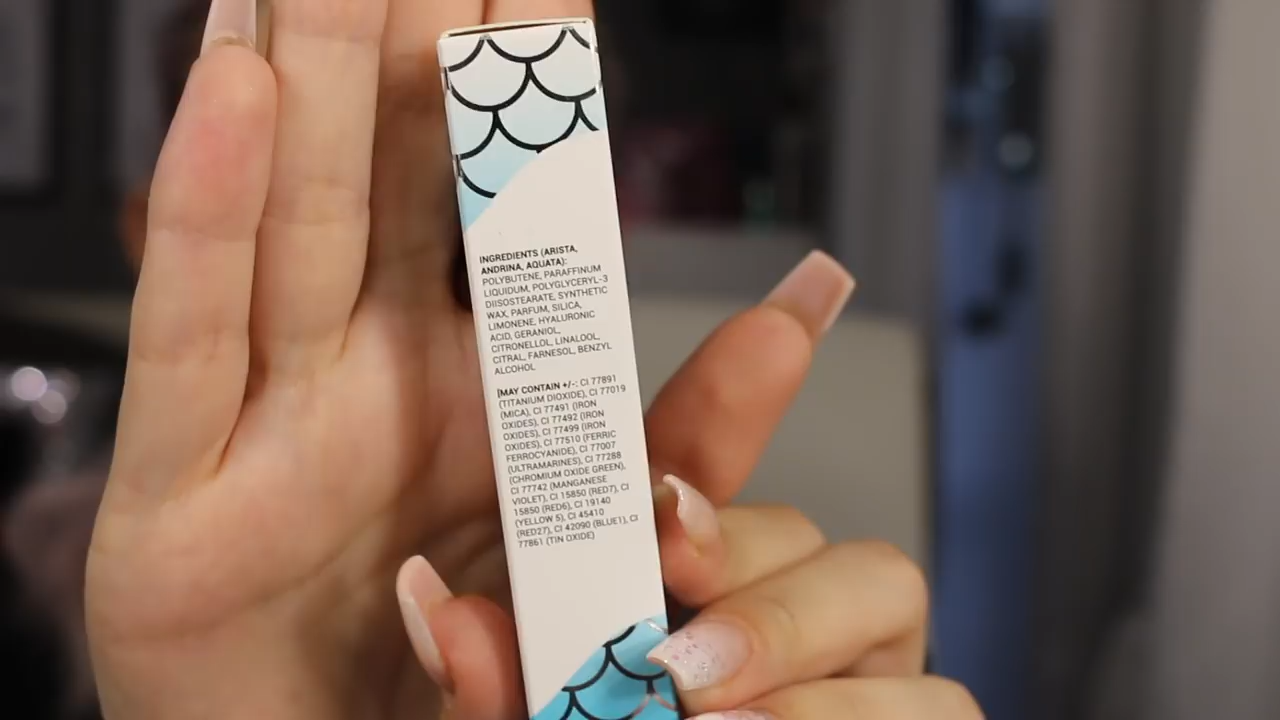 INGREDIENTS (ARISTA,
ANDRINA, AQUATA):
POLYBUTENE, PARAFFINUM
LIQUIDUM, POLYGLYCERYL-3
DIISOSTEARATE, SYNTHETIC
WAX, PARFUM, SILICA,
LIMONENE, HYALURONIC
ACID, GERANIOL,
CITRONELLOL, LINALOOL,
CITRAL, FARNESOL, BENZYL
ALCOHOL
[MAY CONTAIN +/-: CI 77891
(TITANIUM DIOXIDE), CI 77019
(MICA), CI 77491 (IRON
OXIDES), CI 77492 (IRON
OXIDES), CI 77499 (IRON
OXIDES), CI 77510 (FERRIC
FERROCYANIDE), CI 77007
(ULTRAMARINES), CI 77288
(CHROMIUM OXIDE GREEN),
CI 77742 (MANGANESE
VIOLET), CI 15850 (RED7), CI
15850 (RED6), CI 19140
(YELLOW 5), CI 45410
(RED27), CI 42090 (BLUE1), CI
77861 (TIN OXIDE)